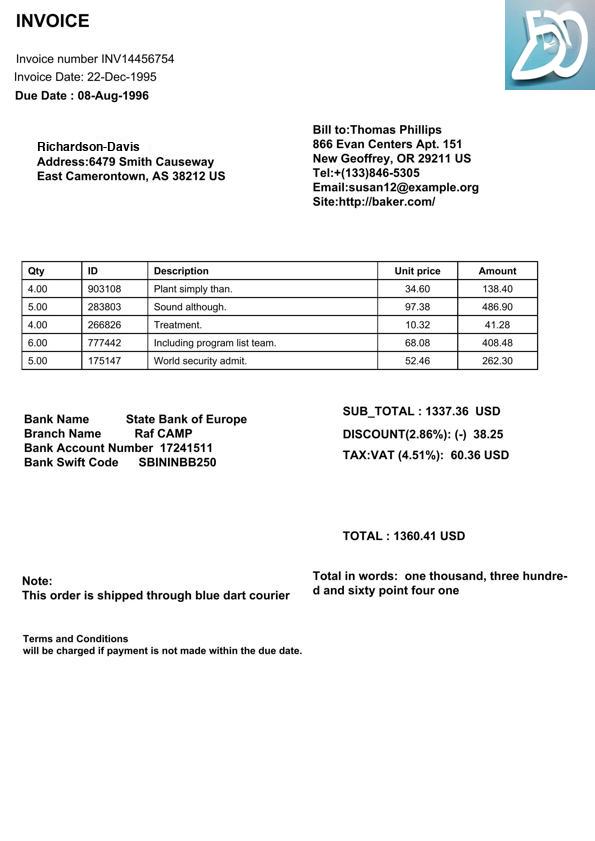 INVOICE
Invoice number INV14456754
Invoice Date: 22-Dec-1995
Due Date : 08-Aug-1996
Bill to:Thomas Phillips
866 Evan Centers Apt. 151
New Geoffrey, OR 29211 US
Tel:+(133)846-5305
Email:susan12@example.org
Site:http://baker.com/
Richardson-Davis
Address:6479 Smith Causeway
East Camerontown, AS 38212 US
Qty ID Description Unit price Amount
4.00 903108 Plant simply than. 34.60 138.40
5.00 283803 Sound although. 97.38 486.90
4.00 266826 Treatment. 10.32 41.28
6.00 777442 Including program list team. 68.08 408.48
5.00 175147 World security admit. 52.46 262.30
Bank Name State Bank of Europe
Branch Name Raf CAMP
Bank Account Number 17241511
Bank Swift Code SBININBB250
SUB_TOTAL : 1337.36 USD
DISCOUNT(2.86%): (-) 38.25
TAX:VAT (4.51%): 60.36 USD
TOTAL : 1360.41 USD
Total in words: one thousand, three hundre-
d and sixty point four one
Note:
This order is shipped through blue dart courier
Terms and Conditions
will be charged if payment is not made within the due date.